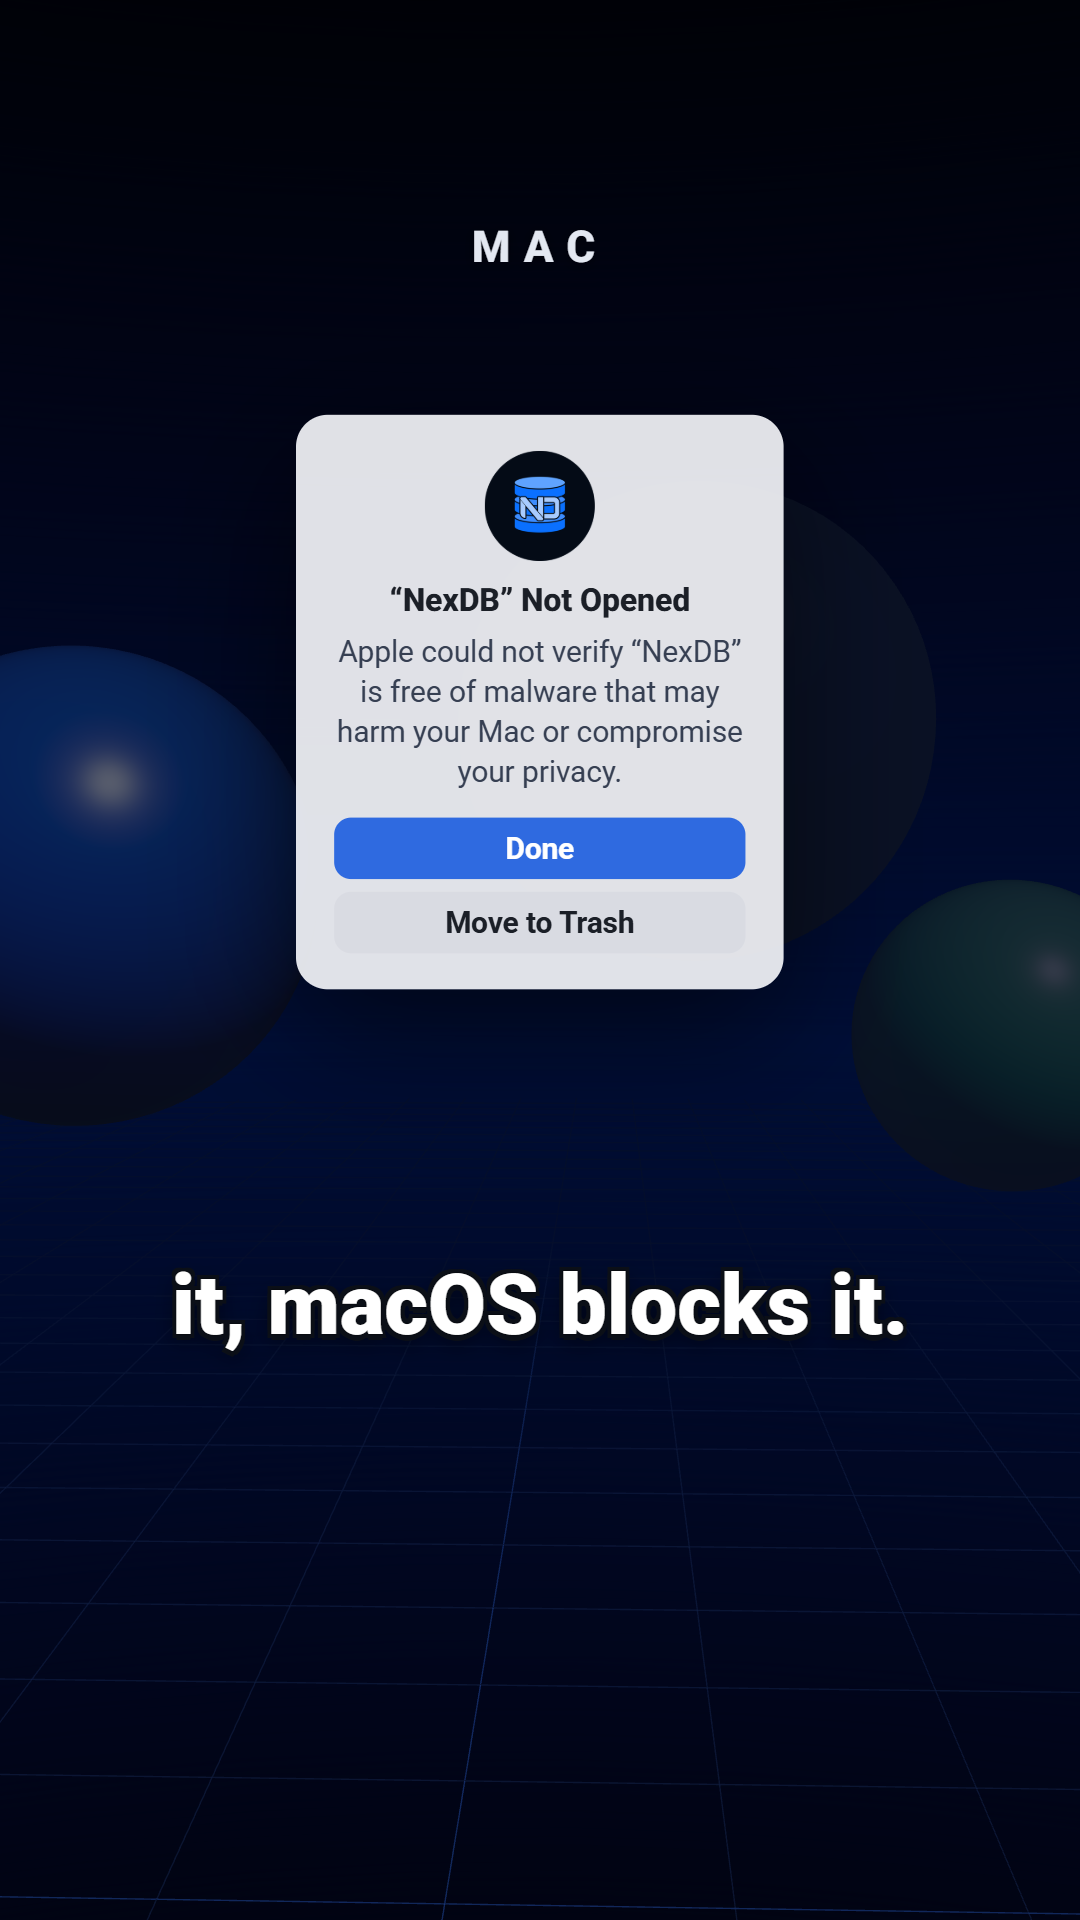 MAC
ND
“NexDB” Not Opened
Apple could not verify “NexDB”
is free of malware that may
harm your Mac or compromise
your privacy.
Done
Move to Trash
it, macOS blocks it.